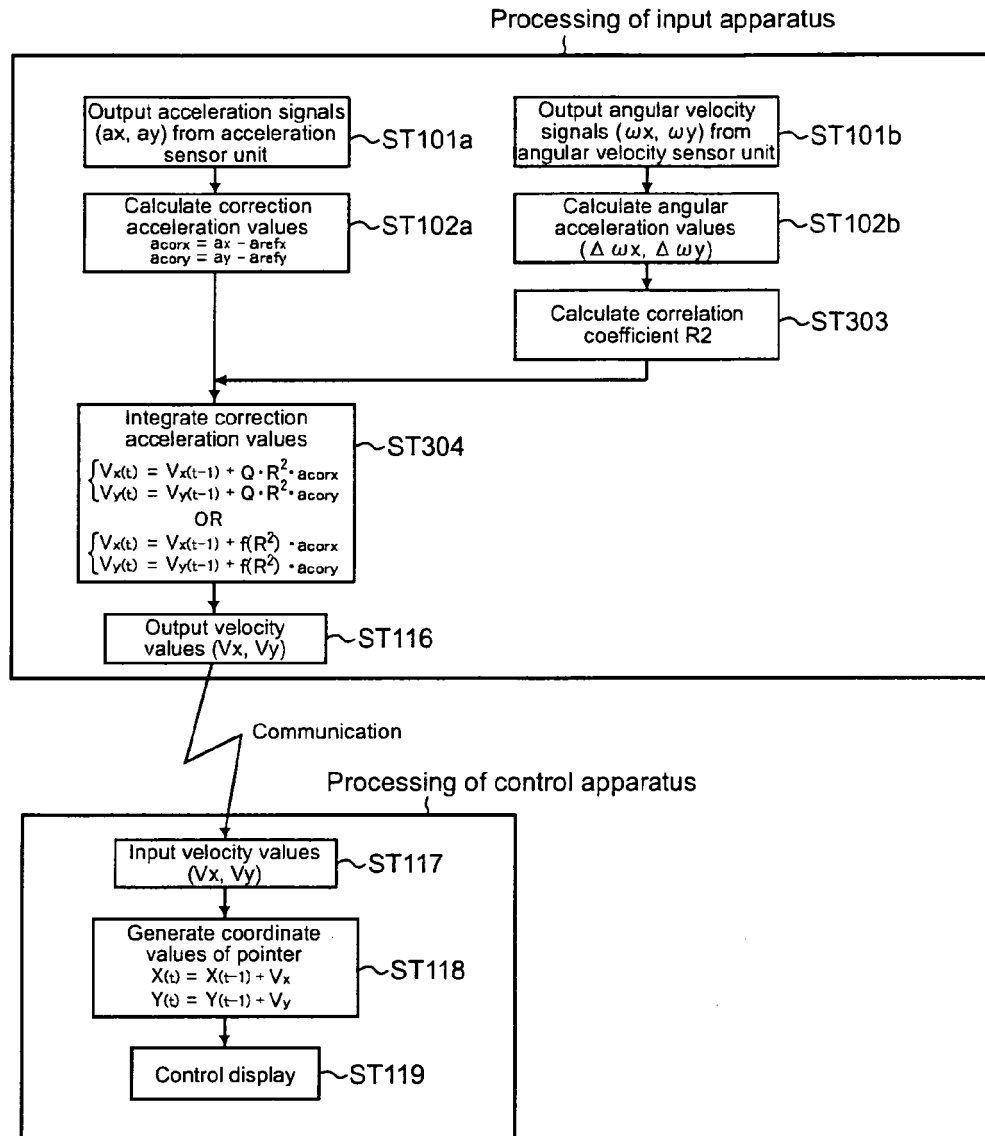 Processing of input apparatus
Output acceleration signals
(ax, ay) from acceleration
sensor unit
ST101a
Output angular velocity
signals (ωx, ωy) from
angular velocity sensor unit
ST101b
Calculate correction
acceleration values
acorx = ax - arefx
acory = ay - arefy
ST102a
Calculate angular
acceleration values
(Δ ωx, Δ ωy)
ST102b
Calculate correlation
coefficient R2
ST303
Integrate correction
acceleration values
Vx(t) = Vx(t-1) + Q・R²・acorx
Vy(t) = Vy(t-1) + Q・R²・acory
OR
Vx(t) = Vx(t-1) + f(R²)・acorx
Vy(t) = Vy(t-1) + f(R²)・acory
ST304
Output velocity
values (Vx, Vy)
ST116
Communication
Processing of control apparatus
Input velocity values
(Vx, Vy)
ST117
Generate coordinate
values of pointer
X(t) = X(t-1) + Vx
Y(t) = Y(t-1) + Vy
ST118
Control display
ST119